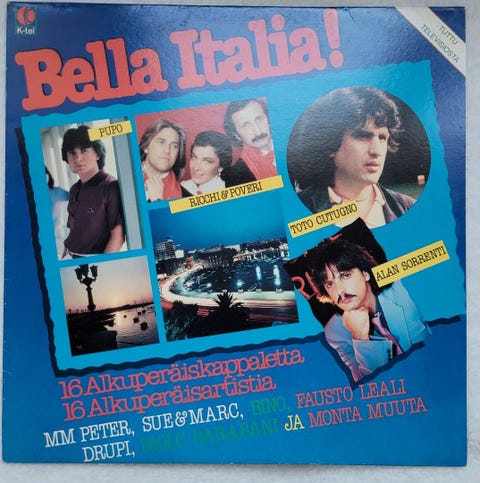 K-tel
Bella Italia!
TUTTU
TELEVISIOSTA
PUPO
RICCHI & POVERI
TOTO CUTUGNO
ALAN SORRENTI
16 Alkuperäiskappaletta
16 Alkuperäisartistia
MM PETER, SUE & MARC, BINO, FAUSTO LEALI
DRUPI, PAOLO BARABANI JA MONTA MUUTA